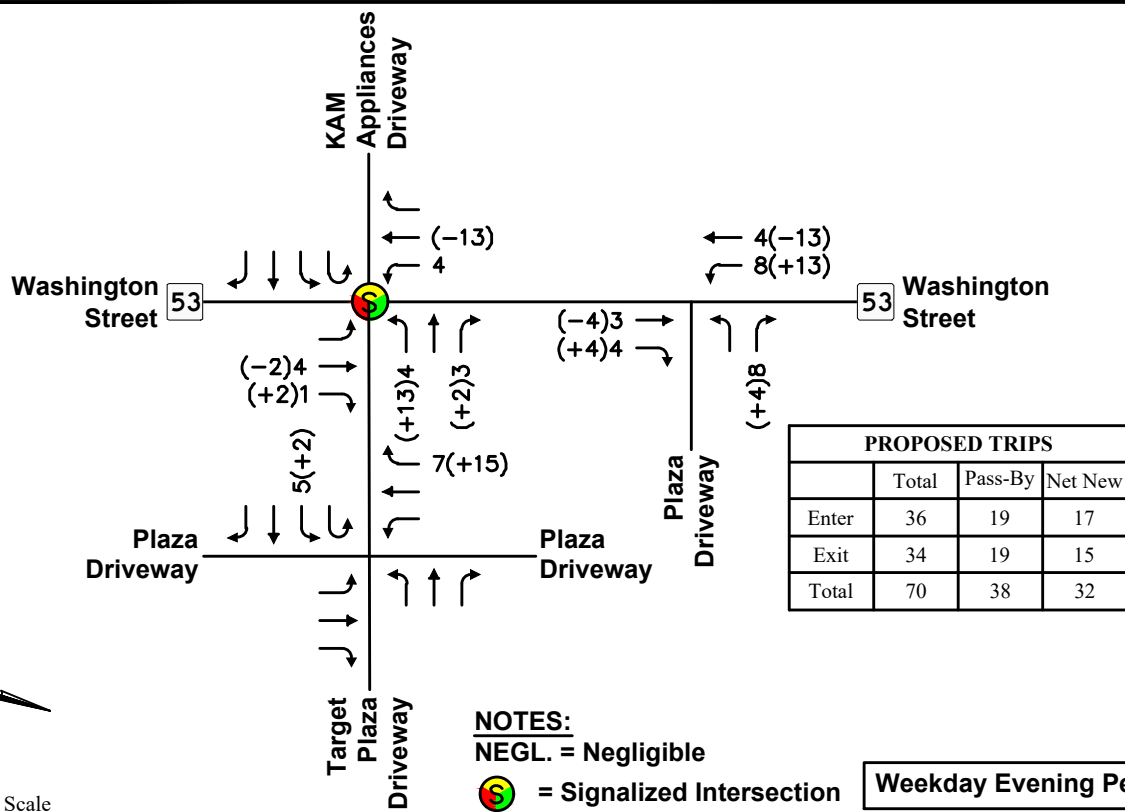 KAM
Appliances
Driveway
(-13)
4
4(-13)
8(+13)
Washington
Street
53
S
53
Washington
Street
(-4)3
(+4)4
(-2)4
(+2)1
(+13)4
(+2)3
(+4)8
5(+2)
7(+15)
Plaza
Driveway
Plaza
Driveway
Plaza
Driveway
PROPOSED TRIPS
Total Pass-By Net New
Enter 36 19 17
Exit 34 19 15
Total 70 38 32
Target
Plaza
Driveway
NOTES:
NEGL. = Negligible
S = Signalized Intersection
Scale
Weekday Evening Pe